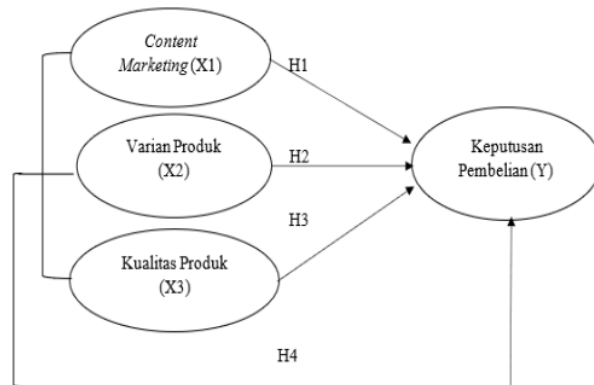 Content
Marketing (X1)
H1
Varian Produk
(X2)
H2
Keputusan
Pembelian (Y)
H3
Kualitas Produk
(X3)
H4